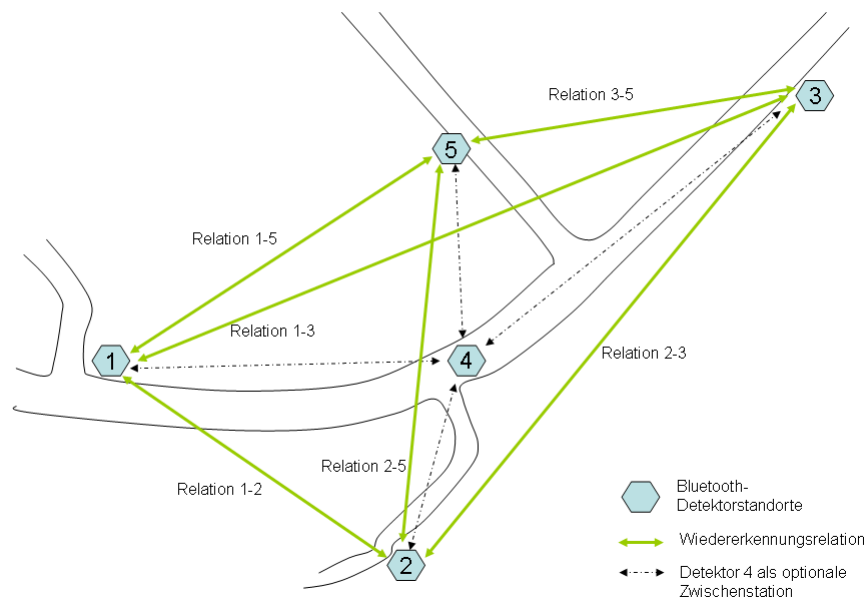 Relation 3-5
3
5
Relation 1-5
Relation 1-3
1
4
Relation 2-3
Relation 2-5
Relation 1-2
2
Bluetooth-
Detektorstandorte
Wiedererkennungsrelation
Detektor 4 als optionale
Zwischenstation